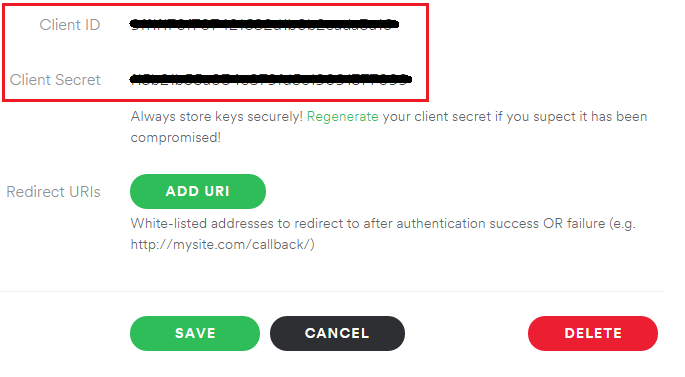 Client ID
Client Secret
Always store keys securely! Regenerate your client secret if you supect it has been
compromised!
Redirect URIs
ADD URI
White-listed addresses to redirect to after authentication success OR failure (e.g.
http://mysite.com/callback/)
SAVE
CANCEL
DELETE